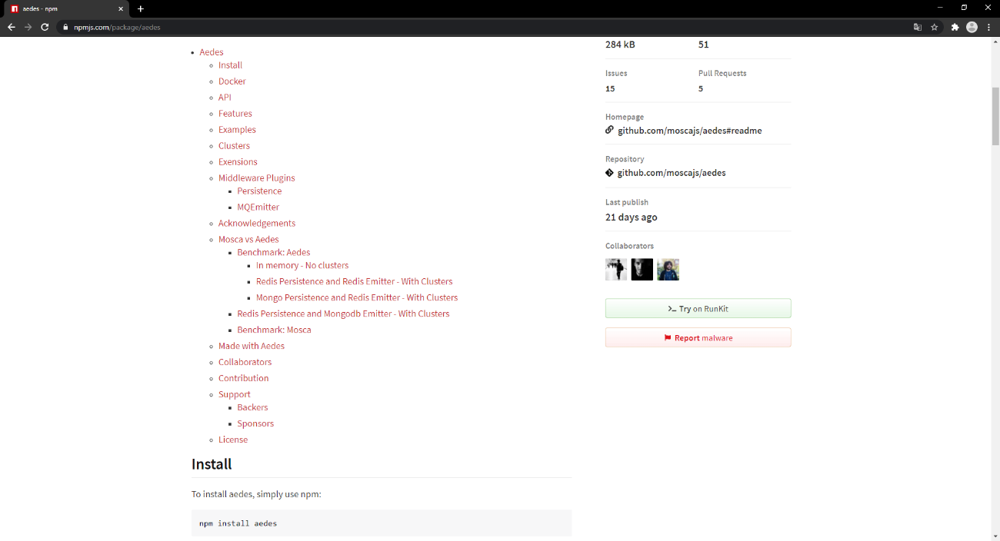 aedes - npm
npmjs.com/package/aedes
Aedes
Install
Docker
API
Features
Examples
Clusters
Exensions
Middleware Plugins
Persistence
MQEmitter
Acknowledgements
Mosca vs Aedes
Benchmark: Aedes
In memory - No clusters
Redis Persistence and Redis Emitter - With Clusters
Mongo Persistence and Redis Emitter - With Clusters
Redis Persistence and Mongodb Emitter - With Clusters
Benchmark: Mosca
Made with Aedes
Collaborators
Contribution
Support
Backers
Sponsors
License
Install
To install aedes, simply use npm:
npm install aedes
284 kB 51
Issues Pull Requests
15 5
Homepage
github.com/moscajs/aedes#readme
Repository
github.com/moscajs/aedes
Last publish
21 days ago
Collaborators
Try on RunKit
Report malware